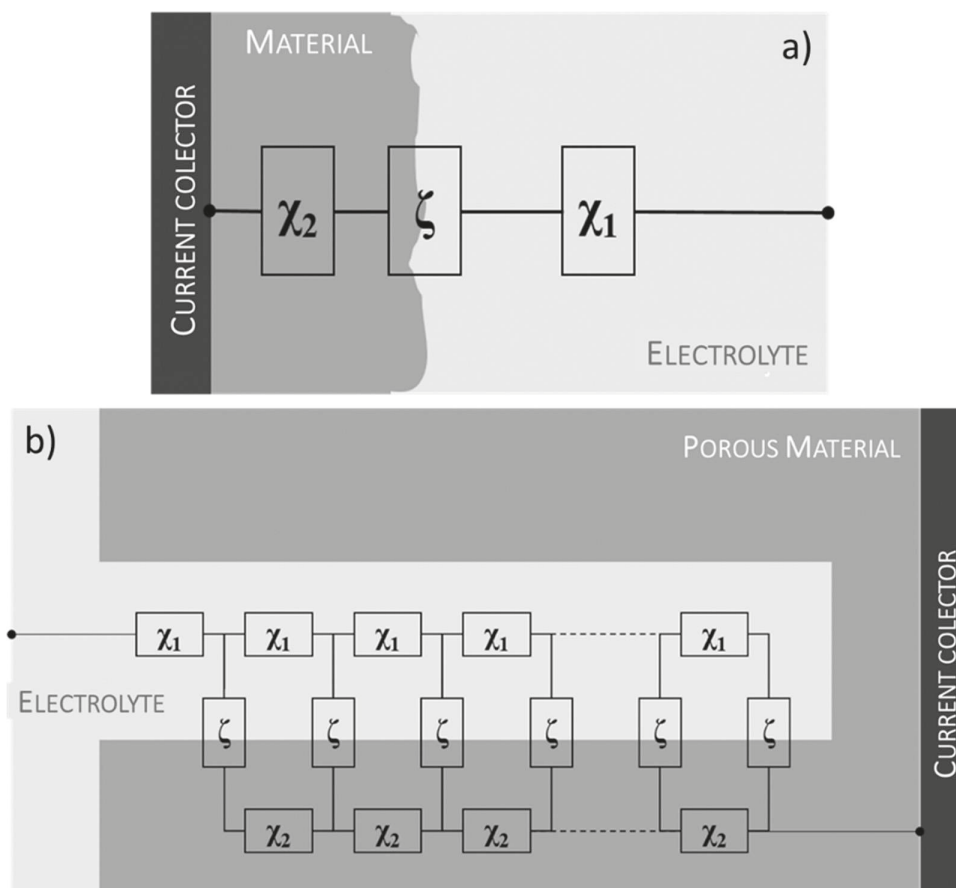 MATERIAL
a)
CURRENT COLECTOR
χ2
ζ
χ1
ELECTROLYTE
b)
POROUS MATERIAL
χ1 χ1 χ1 χ1 χ1
ELECTROLYTE
ζ ζ ζ ζ ζ ζ
χ2 χ2 χ2 χ2
CURRENT COLECTOR